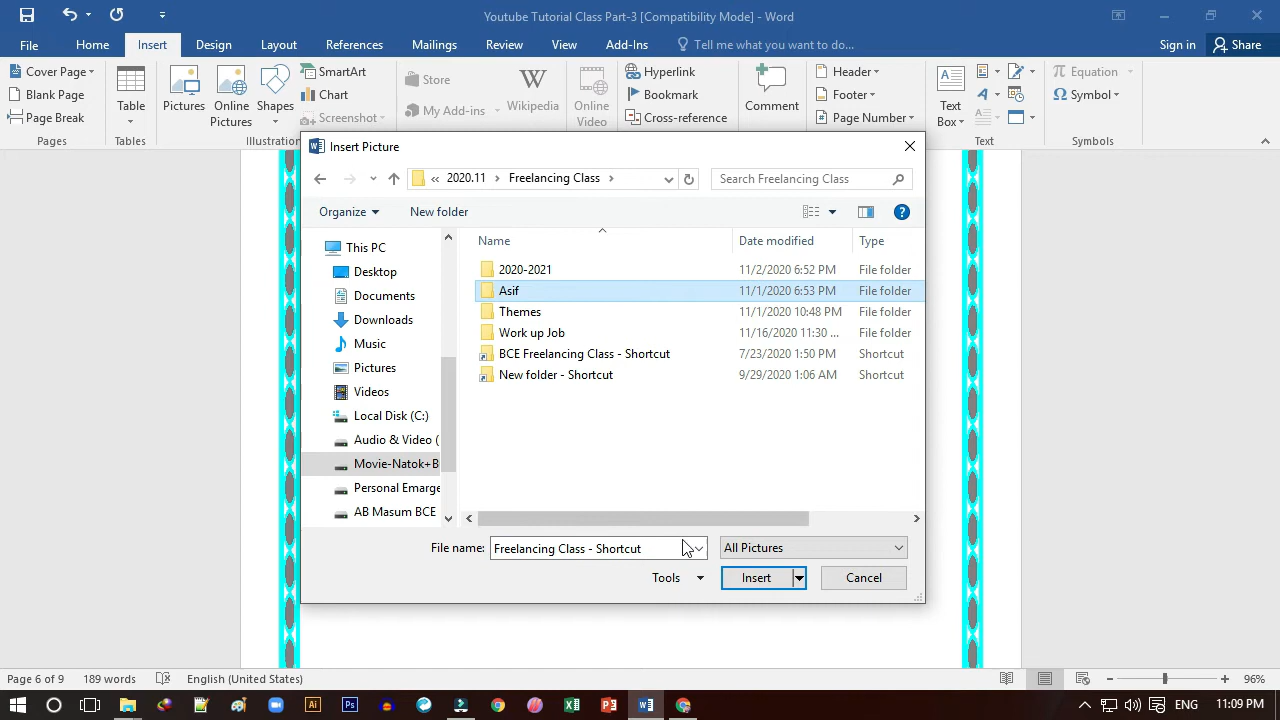 Youtube Tutorial Class Part-3 [Compatibility Mode] - Word
File Home Insert Design Layout References Mailings Review View Add-Ins Tell me what you want to do... Sign in Share
Cover Page
Blank Page
Page Break
Pages
Table
Tables
Pictures
Online Pictures
Shapes
SmartArt
Chart
Screenshot
Store
My Add-ins
Wikipedia
Online Video
Hyperlink
Bookmark
Cross-reference
Comment
Header
Footer
Page Number
Text Box
Text
Equation
Symbol
Symbols
Insert Picture
« 2020.11 > Freelancing Class >
Search Freelancing Class
Organize New folder
Name Date modified Type
This PC
Desktop
Documents
Downloads
Music
Pictures
Videos
Local Disk (C:)
Audio & Video (
Movie-Natok+B
Personal Emarge
AB Masum BCE
2020-2021 11/2/2020 6:52 PM File folder
Asif 11/1/2020 6:53 PM File folder
Themes 11/1/2020 10:48 PM File folder
Work up Job 11/16/2020 11:30 ... File folder
BCE Freelancing Class - Shortcut 7/23/2020 1:50 PM Shortcut
New folder - Shortcut 9/29/2020 1:06 AM Shortcut
File name: Freelancing Class - Shortcut All Pictures
Tools Insert Cancel
Page 6 of 9 189 words English (United States) 96%
ENG 11:09 PM